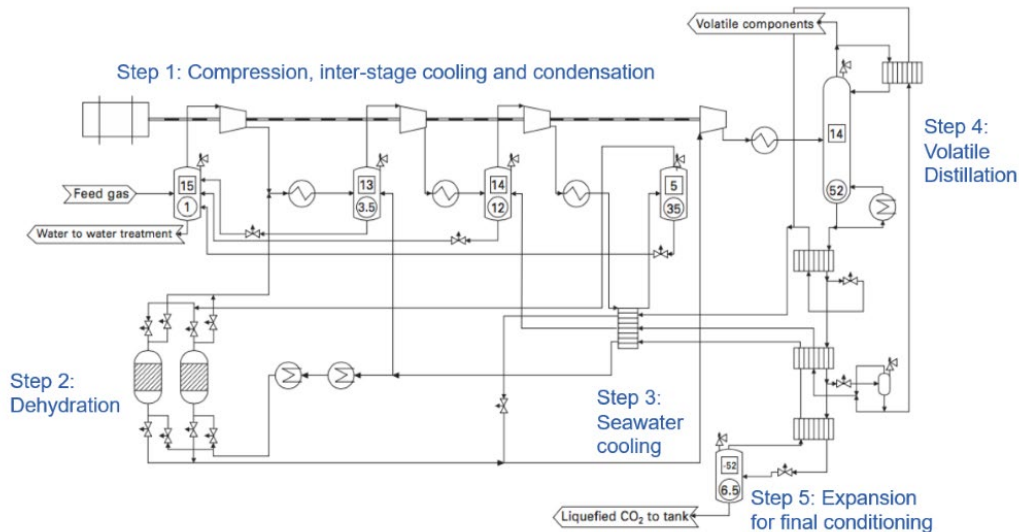 Volatile components
Step 1: Compression, inter-stage cooling and condensation
Step 4:
Volatile
Distillation
14
52
15
1
13
3.5
14
12
5
35
Feed gas
Water to water treatment
Step 2:
Dehydration
Step 3:
Seawater
cooling
-52
6.5
Step 5: Expansion
for final conditioning
Liquefied CO₂ to tank